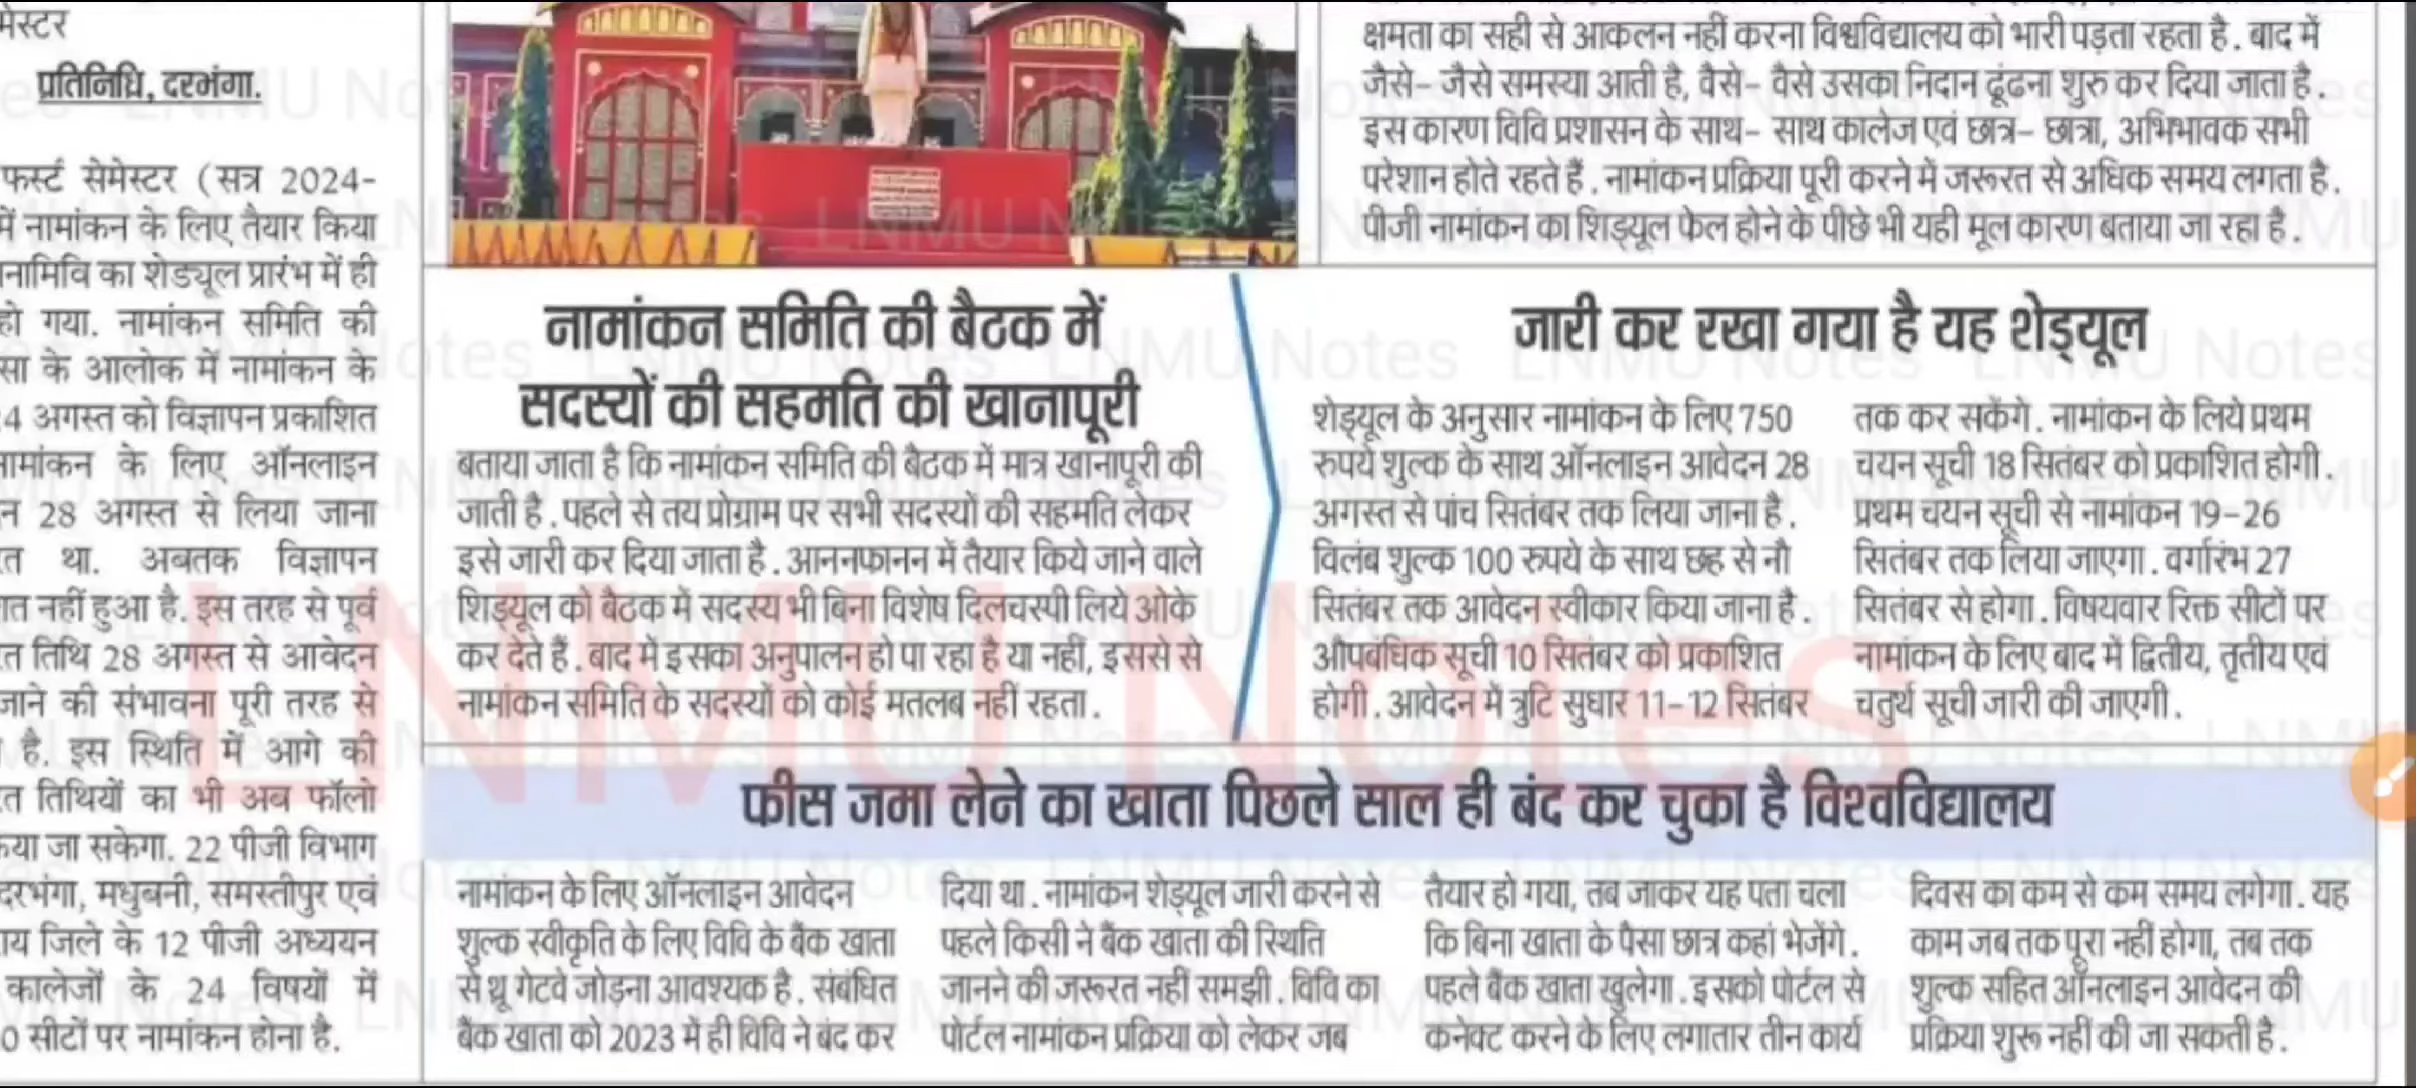 मेस्टर
प्रतिनिधि, दरभंगा.
फर्स्ट सेमेस्टर (सत्र 2024-
में नामांकन के लिए तैयार किया
का शेड्यूल प्रारंभ में ही
हो गया. नामांकन समिति की
के आलोक में नामांकन के
4 अगस्त को विज्ञापन प्रकाशित
नामांकन के लिए ऑनलाइन
28 अगस्त से लिया जाना
था. अबतक विज्ञापन
नहीं हुआ है. इस तरह से पूर्व
तिथि 28 अगस्त से आवेदन
जाने की संभावना पूरी तरह से
है. इस स्थिति में आगे की
तिथियों का भी अब फॉलो
जा सकेगा. 22 पीजी विभाग
दरभंगा, मधुबनी, समस्तीपुर एवं
जिले के 12 पीजी अध्ययन
कालेजों के 24 विषयों में
0 सीटों पर नामांकन होना है.
क्षमता का सही से आकलन नहीं करना विश्वविद्यालय को भारी पड़ता रहता है. बाद में
जैसे- जैसे समस्या आती है, वैसे- वैसे उसका निदान ढूंढना शुरु कर दिया जाता है.
इस कारण विवि प्रशासन के साथ- साथ कालेज एवं छात्र- छात्रा, अभिभावक सभी
परेशान होते रहते हैं. नामांकन प्रक्रिया पूरी करने में जरूरत से अधिक समय लगता है.
पीजी नामांकन का शिड्यूल फेल होने के पीछे भी यही मूल कारण बताया जा रहा है.
नामांकन समिति की बैठक में
सदस्यों की सहमति की खानापूरी
बताया जाता है कि नामांकन समिति की बैठक में मात्र खानापूरी की
जाती है. पहले से तय प्रोग्राम पर सभी सदस्यों की सहमति लेकर
इसे जारी कर दिया जाता है. आननफानन में तैयार किये जाने वाले
शिड्यूल को बैठक में सदस्य भी बिना विशेष दिलचस्पी लिये ओके
कर देते हैं. बाद में इसका अनुपालन हो पा रहा है या नहीं, इससे से
नामांकन समिति के सदस्यों को कोई मतलब नहीं रहता.
जारी कर रखा गया है यह शेड्यूल
शेड्यूल के अनुसार नामांकन के लिए 750
रुपये शुल्क के साथ ऑनलाइन आवेदन 28
अगस्त से पांच सितंबर तक लिया जाना है.
विलंब शुल्क 100 रुपये के साथ छह से नौ
सितंबर तक आवेदन स्वीकार किया जाना है.
औपबंधिक सूची 10 सितंबर को प्रकाशित
होगी. आवेदन में त्रुटि सुधार 11-12 सितंबर
तक कर सकेंगे. नामांकन के लिये प्रथम
चयन सूची 18 सितंबर को प्रकाशित होगी.
प्रथम चयन सूची से नामांकन 19-26
सितंबर तक लिया जाएगा. वर्गारंभ 27
सितंबर से होगा. विषयवार रिक्त सीटों पर
नामांकन के लिए बाद में द्वितीय, तृतीय एवं
चतुर्थ सूची जारी की जाएगी.
फीस जमा लेने का खाता पिछले साल ही बंद कर चुका है विश्वविद्यालय
नामांकन के लिए ऑनलाइन आवेदन
शुल्क स्वीकृति के लिए विवि के बैंक खाता
से थ्रू गेटवे जोड़ना आवश्यक है. संबंधित
बैंक खाता को 2023 में ही विवि ने बंद कर
दिया था. नामांकन शेड्यूल जारी करने से
पहले किसी ने बैंक खाता की स्थिति
जानने की जरूरत नहीं समझी. विवि का
पोर्टल नामांकन प्रक्रिया को लेकर जब
तैयार हो गया, तब जाकर यह पता चला
कि बिना खाता के पैसा छात्र कहां भेजेंगे.
पहले बैंक खाता खुलेगा. इसको पोर्टल से
कनेक्ट करने के लिए लगातार तीन कार्य
दिवस का कम से कम समय लगेगा. यह
काम जब तक पूरा नहीं होगा, तब तक
शुल्क सहित ऑनलाइन आवेदन की
प्रक्रिया शुरू नहीं की जा सकती है.
LNMU Notes